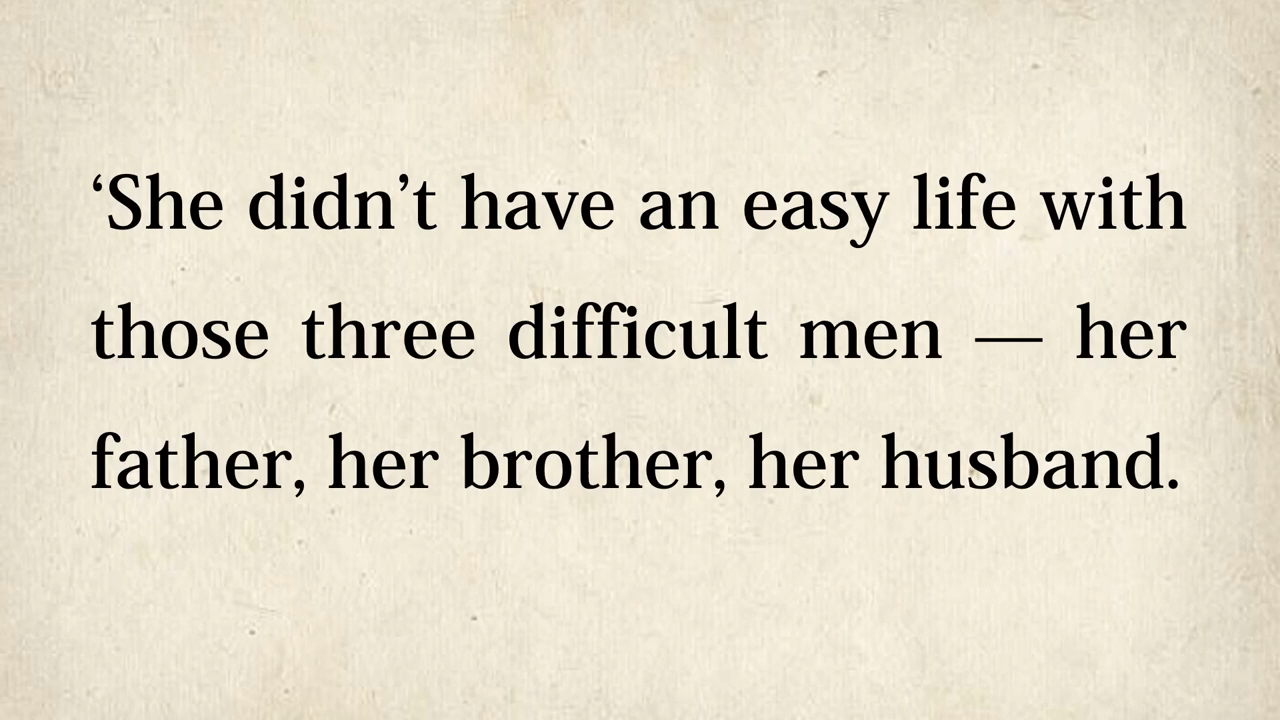 ‘She didn’t have an easy life with
those three difficult men — her
father, her brother, her husband.